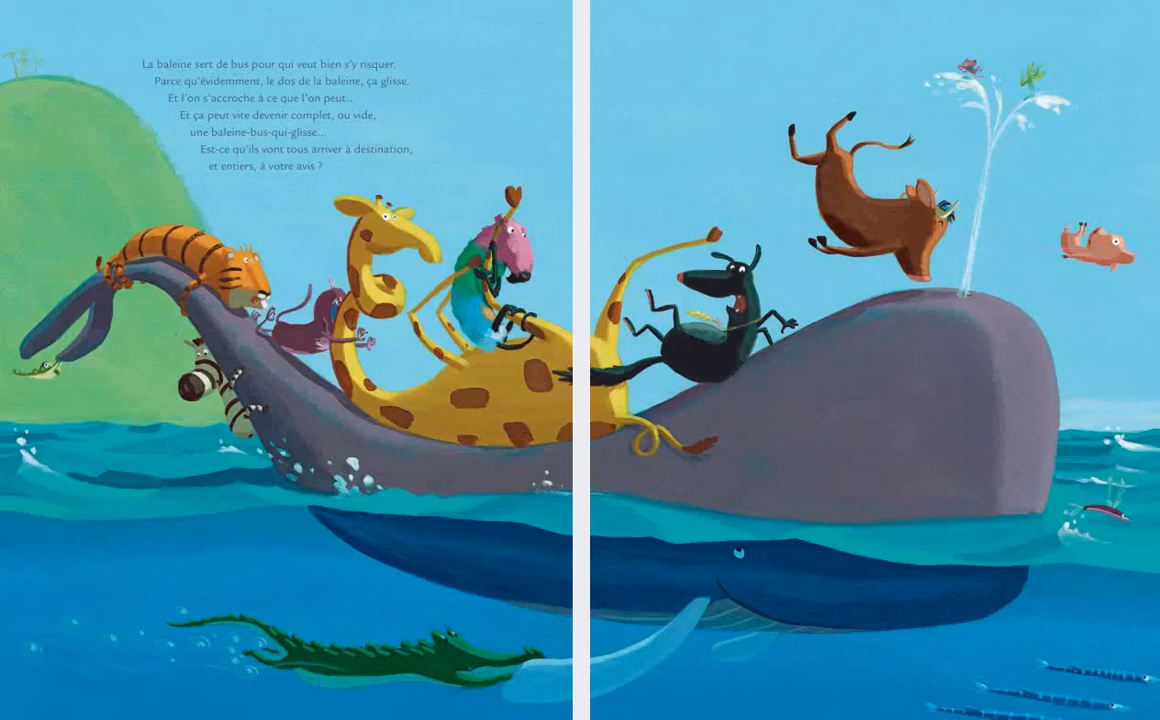 La baleine sert de bus pour qui veut bien s'y risquer.
Parce qu'évidemment, le dos de la baleine, ça glisse.
Et l'on s'accroche à ce que l'on peut...
Et ça peut vite devenir complet, ou vide,
une baleine-bus-qui-glisse...
Est-ce qu'ils vont tous arriver à destination,
et entiers, à votre avis ?